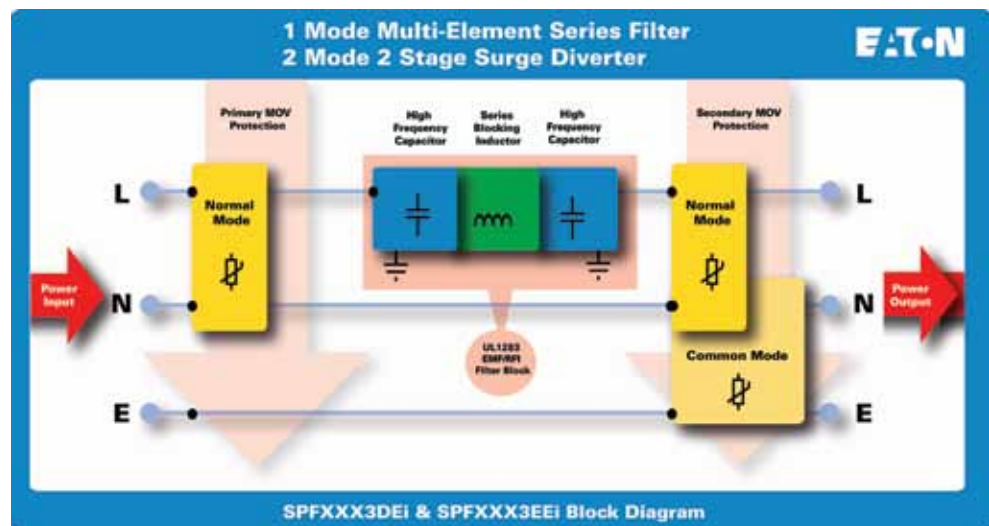 1 Mode Multi-Element Series Filter
2 Mode 2 Stage Surge Diverter
EATON
Primary MOV
Protection
High
Frequency
Capacitor
Series
Blocking
Inductor
High
Frequency
Capacitor
Secondary MOV
Protection
L
Normal
Mode
Normal
Mode
L
Power
Input
N
N
Power
Output
UL1283
EMF/RFI
Filter Block
Common Mode
E
E
SPFXXX3DEi & SPFXXX3EEi Block Diagram